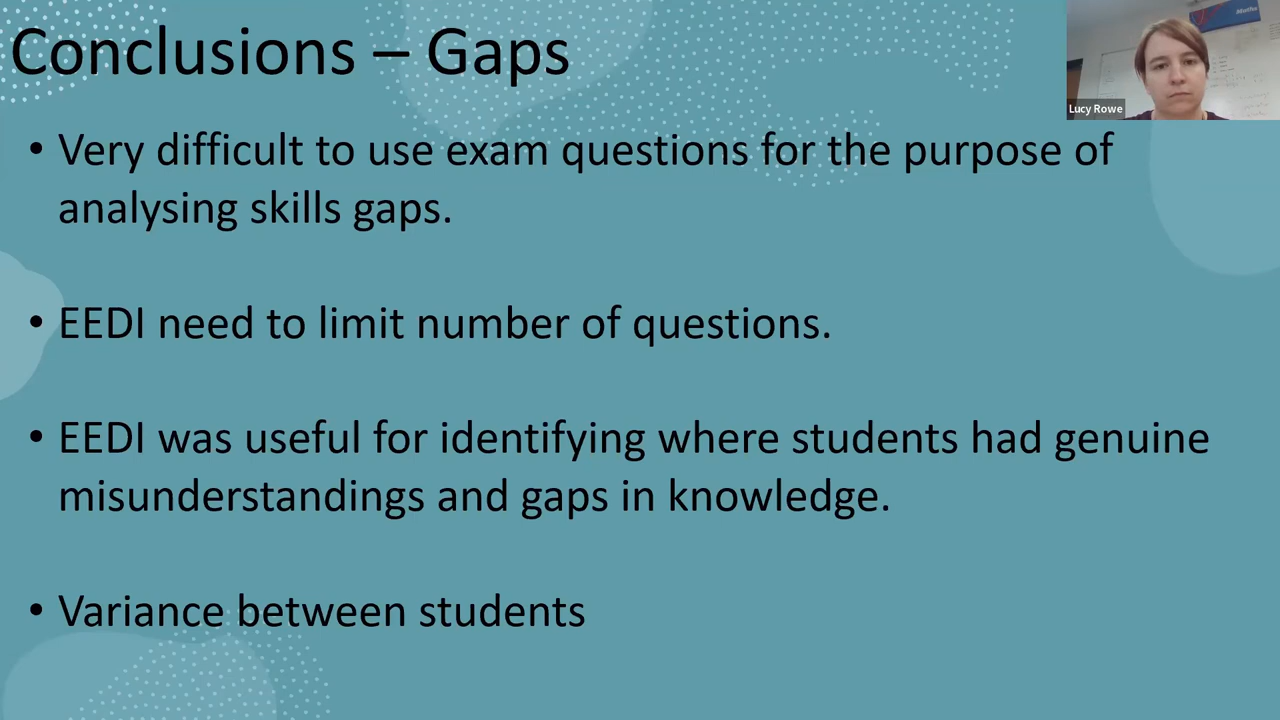 Conclusions – Gaps
Maths
Lucy Rowe
• Very difficult to use exam questions for the purpose of
analysing skills gaps.
• EEDI need to limit number of questions.
• EEDI was useful for identifying where students had genuine
misunderstandings and gaps in knowledge.
• Variance between students